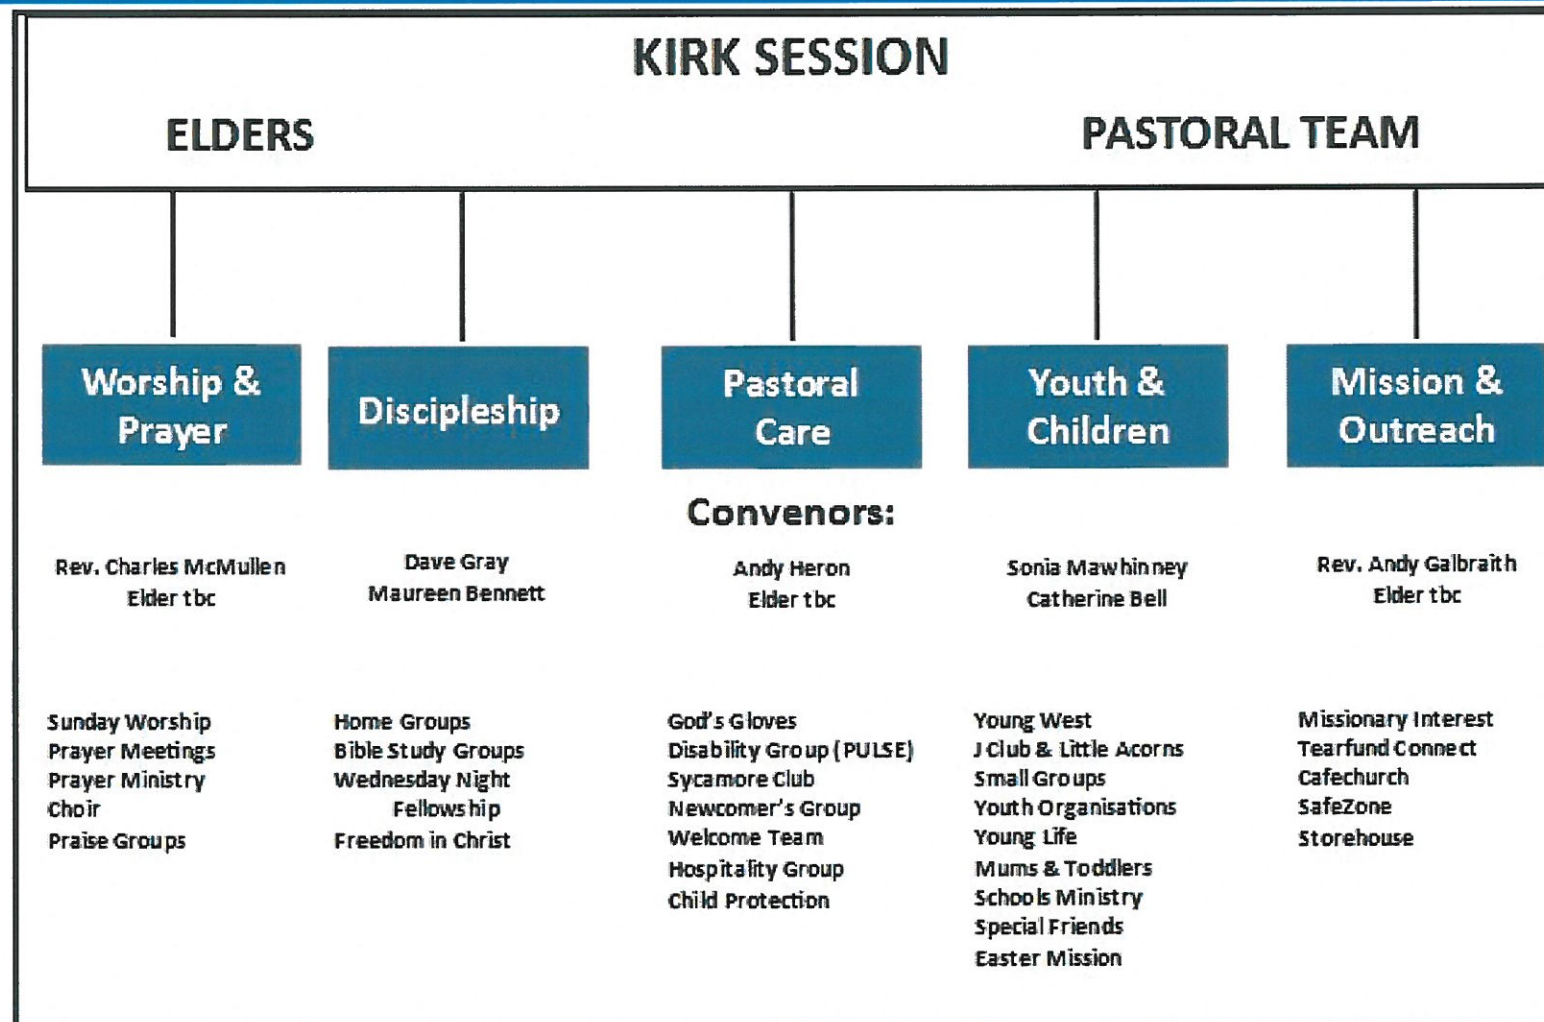 KIRK SESSION
ELDERS
PASTORAL TEAM
Worship &
Prayer
Discipleship
Pastoral
Care
Youth &
Children
Mission &
Outreach
Convenors:
Rev. Charles McMullen
Elder tbc
Dave Gray
Maureen Bennett
Andy Heron
Elder tbc
Sonia Mawhinney
Catherine Bell
Rev. Andy Galbraith
Elder tbc
Sunday Worship
Prayer Meetings
Prayer Ministry
Choir
Praise Groups
Home Groups
Bible Study Groups
Wednesday Night
Fellowship
Freedom in Christ
God's Gloves
Disability Group (PULSE)
Sycamore Club
Newcomer's Group
Welcome Team
Hospitality Group
Child Protection
Young West
J Club & Little Acorns
Small Groups
Youth Organisations
Young Life
Mums & Toddlers
Schools Ministry
Special Friends
Easter Mission
Missionary Interest
Tearfund Connect
Cafechurch
SafeZone
Storehouse